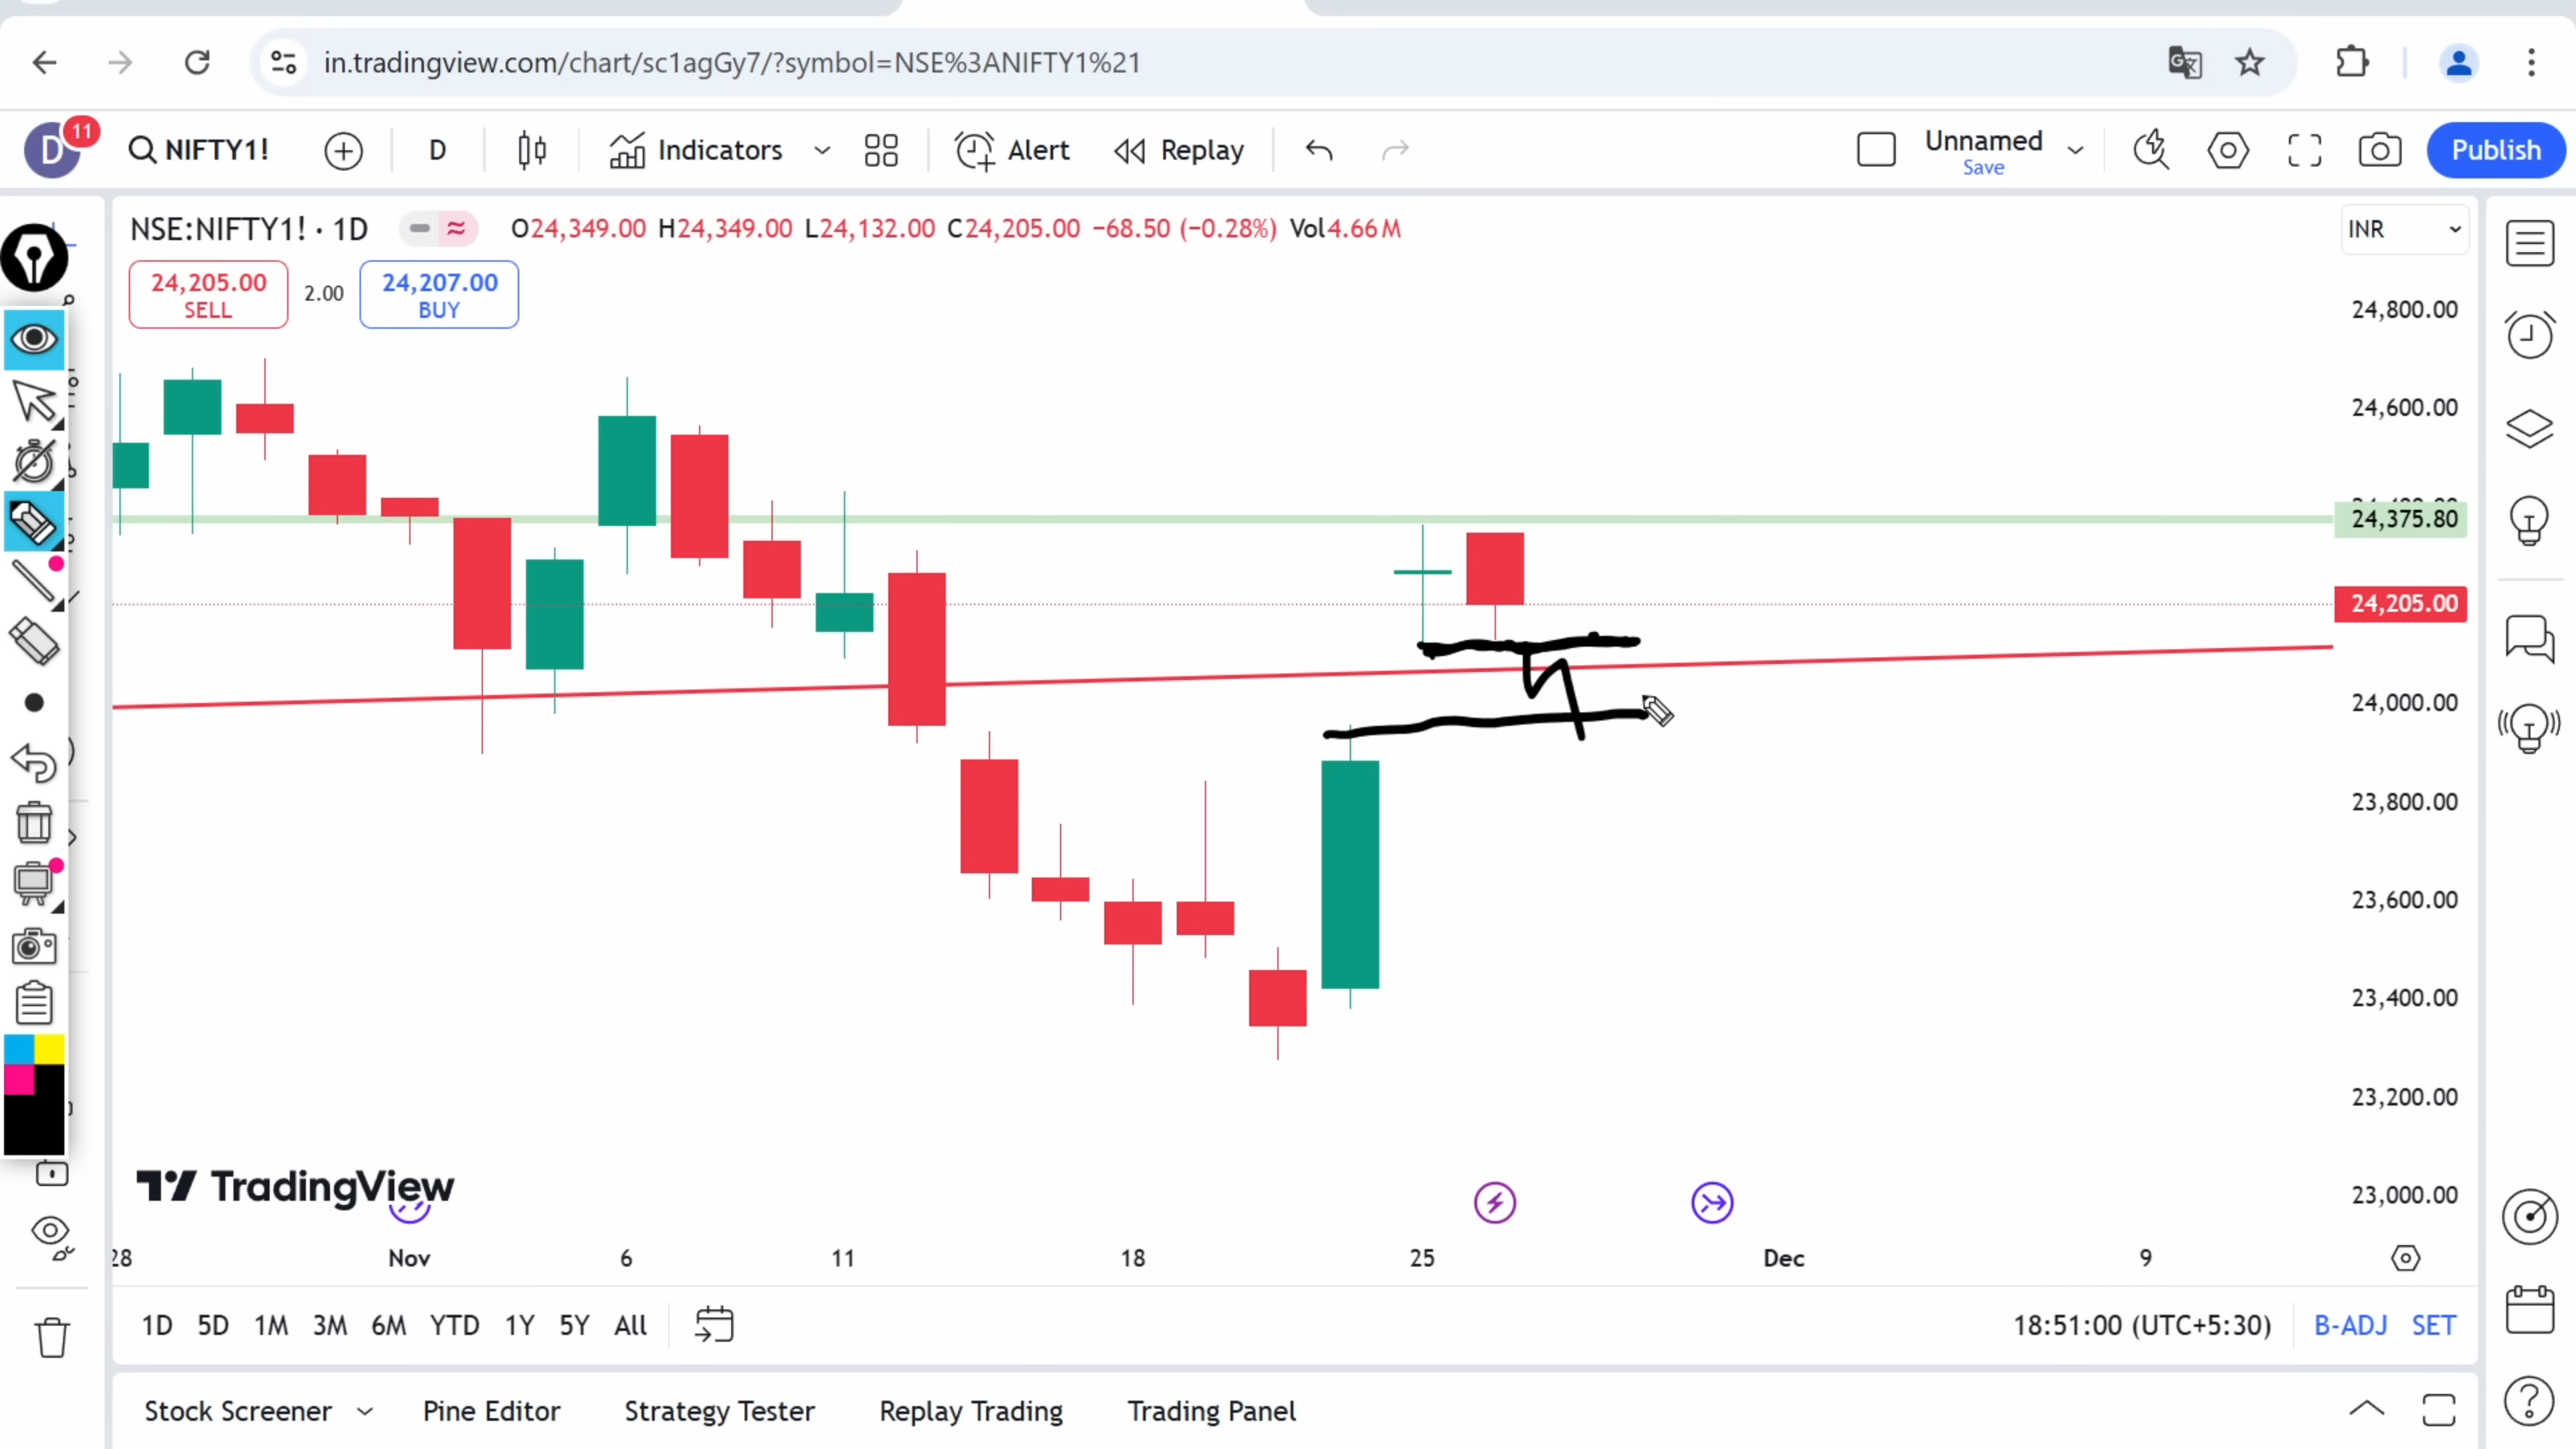 in.tradingview.com/chart/sc1agGy7/?symbol=NSE%3ANIFTY1%21
D 11 NIFTY1! D Indicators Alert Replay Unnamed Save Publish
NSE:NIFTY1! · 1D O24,349.00 H24,349.00 L24,132.00 C24,205.00 −68.50 (−0.28%) Vol4.66 M INR
24,205.00 SELL 2.00 24,207.00 BUY
24,800.00
24,600.00
24,375.80
24,205.00
24,000.00
23,800.00
23,600.00
23,400.00
23,200.00
23,000.00
TradingView
28 Nov 6 11 18 25 Dec 9
1D 5D 1M 3M 6M YTD 1Y 5Y All 18:51:00 (UTC+5:30) B-ADJ SET
Stock Screener Pine Editor Strategy Tester Replay Trading Trading Panel